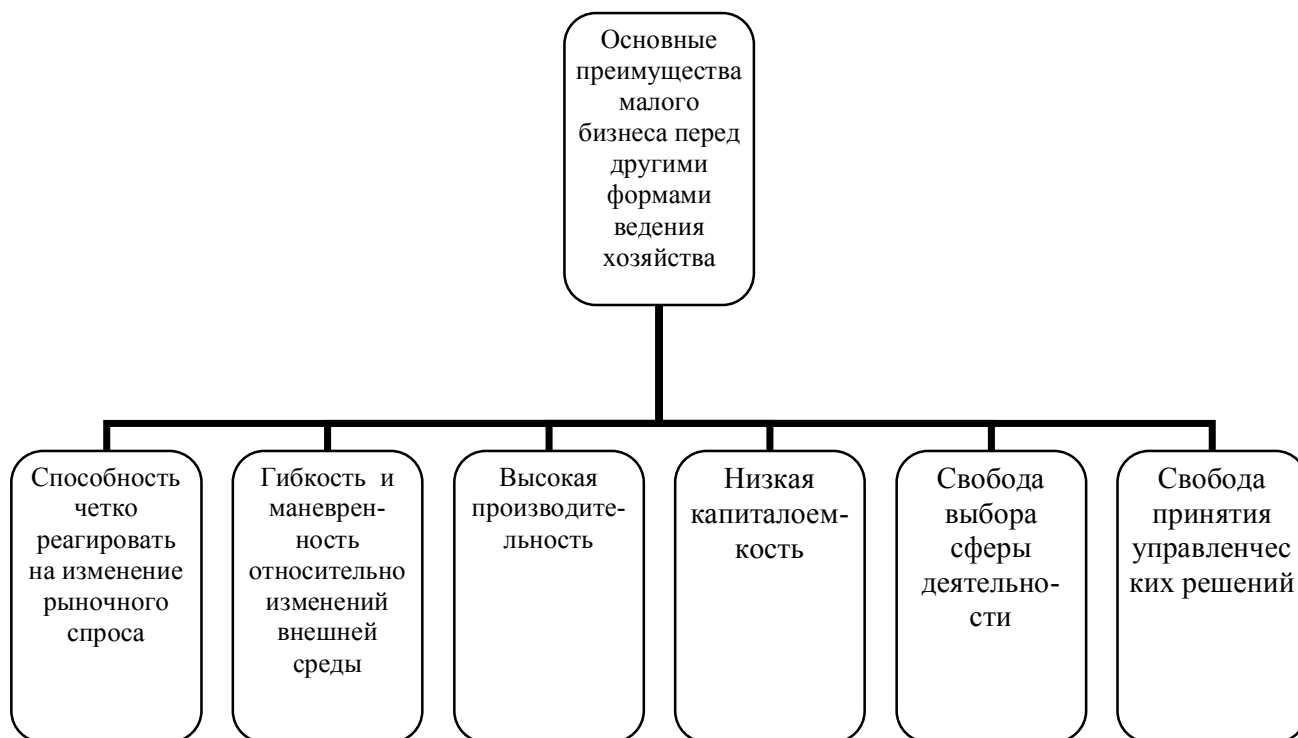 Основные
преимущества
малого
бизнеса перед
другими
формами
ведения
хозяйства
Способность
четко
реагировать
на изменение
рыночного
спроса
Гибкость и
маневрен-
ность
относительно
изменений
внешней
среды
Высокая
производите-
льность
Низкая
капиталоем-
кость
Свобода
выбора
сферы
деятельно-
сти
Свобода
принятия
управленчес
ких решений